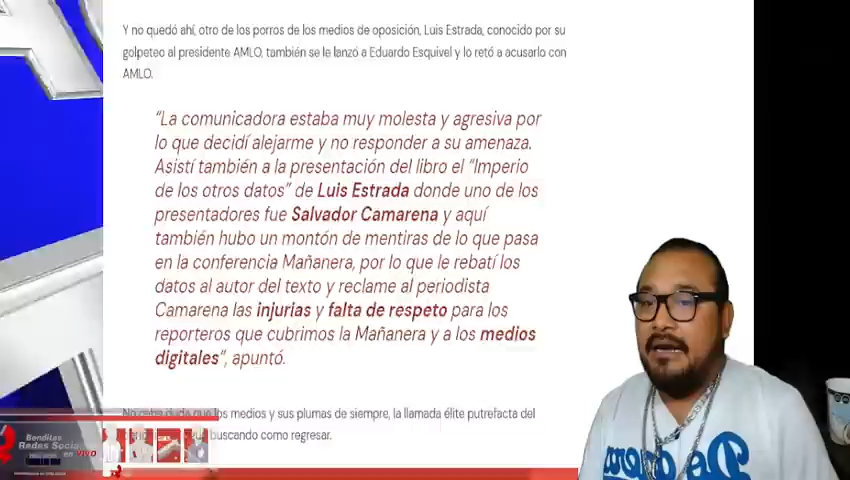 Y no quedó ahí, otro de los porros de los medios de oposición, Luis Estrada, conocido por su
golpeteo al presidente AMLO, también se le lanzó a Eduardo Esquivel y lo retó a acusarlo con
AMLO.
“La comunicadora estaba muy molesta y agresiva por
lo que decidí alejarme y no responder a su amenaza.
Asistí también a la presentación del libro el “Imperio
de los otros datos” de Luis Estrada donde uno de los
presentadores fue Salvador Camarena y aquí
también hubo un montón de mentiras de lo que pasa
en la conferencia Mañanera, por lo que le rebatí los
datos al autor del texto y reclame al periodista
Camarena las injurias y falta de respeto para los
reporteros que cubrimos la Mañanera y a los medios
digitales”, apuntó.
No cabe duda que los medios y sus plumas de siempre, la llamada élite putrefacta del
buscando como regresar.
Benditas
Redes Social
en VIVO